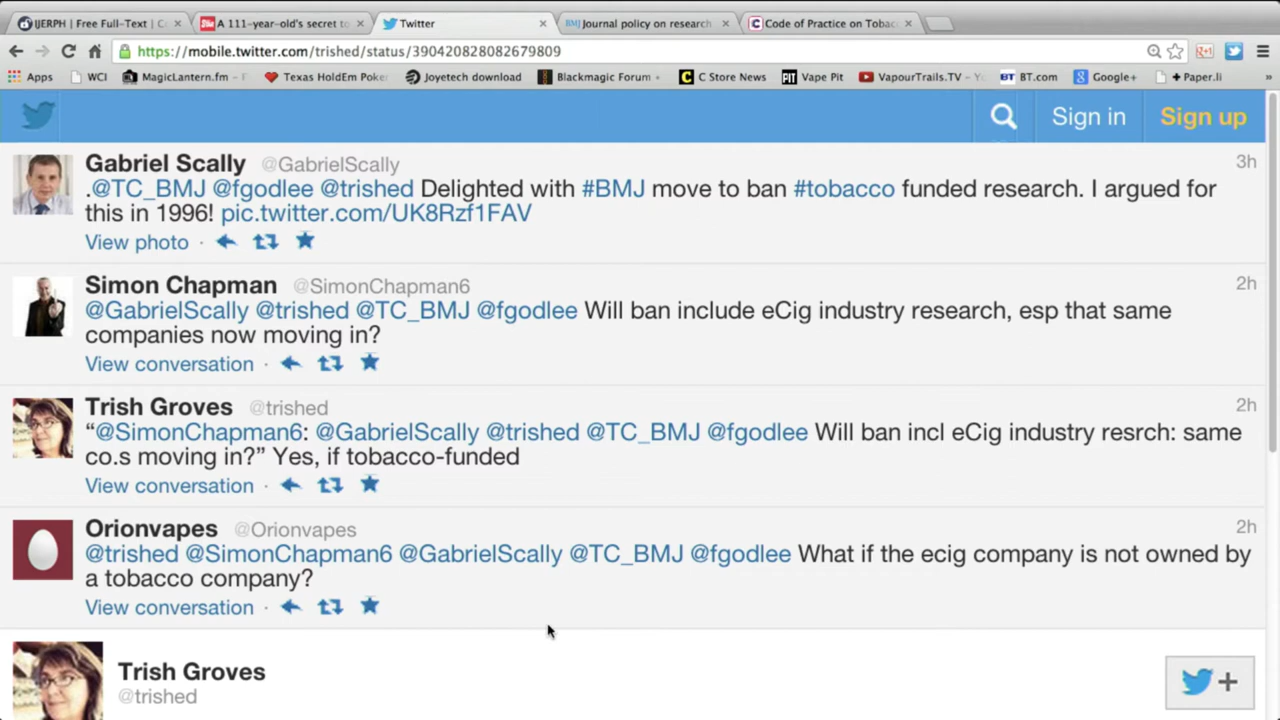 IJERPH | Free Full-Text | C
A 111-year-old's secret to
Twitter
BMJ Journal policy on research
Code of Practice on Tobac
https://mobile.twitter.com/trished/status/390420828082679809
Apps
WCI
MagicLantern.fm - F
Texas HoldEm Poke
Joyetech download
Blackmagic Forum
C Store News
Vape Pit
VapourTrails.TV - Y
BT.com
Google+
+ Paper.li
»
Sign in
Sign up
Gabriel Scally @GabrielScally 3h
.@TC_BMJ @fgodlee @trished Delighted with #BMJ move to ban #tobacco funded research. I argued for
this in 1996! pic.twitter.com/UK8Rzf1FAV
View photo ·
Simon Chapman @SimonChapman6 2h
@GabrielScally @trished @TC_BMJ @fgodlee Will ban include eCig industry research, esp that same
companies now moving in?
View conversation ·
Trish Groves @trished 2h
“@SimonChapman6: @GabrielScally @trished @TC_BMJ @fgodlee Will ban incl eCig industry resrch: same
co.s moving in?” Yes, if tobacco-funded
View conversation ·
Orionvapes @Orionvapes 2h
@trished @SimonChapman6 @GabrielScally @TC_BMJ @fgodlee What if the ecig company is not owned by
a tobacco company?
View conversation ·
Trish Groves
@trished